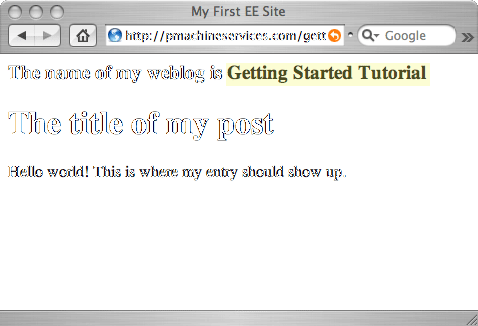 My First EE Site
http://pmachineservices.com/gett
Google
The name of my weblog is Getting Started Tutorial
The title of my post
Hello world! This is where my entry should show up.